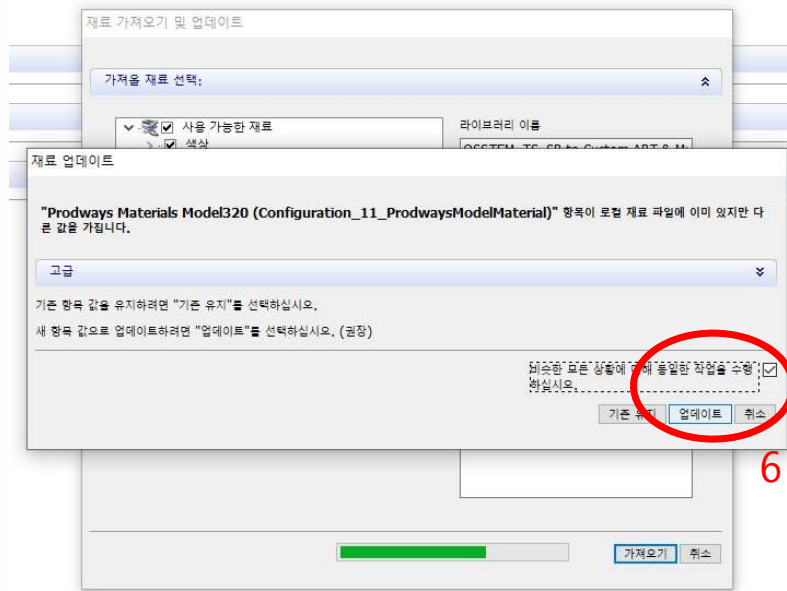 재료 가져오기 및 업데이트
가져올 재료 선택:
사용 가능한 재료
색상
라이브러리 이름
재료 업데이트
"Prodways Materials Model320 (Configuration_11_ProdwaysModelMaterial)" 항목이 로컬 재료 파일에 이미 있지만 다
른 값을 가집니다.
고급
기존 항목 값을 유지하려면 "기존 유지"를 선택하십시오.
새 항목 값으로 업데이트하려면 "업데이트"를 선택하십시오. (권장)
비슷한 모든 상황에 대해 동일한 작업을 수행
하십시오.
기존 유지 업데이트 취소
6
가져오기 취소